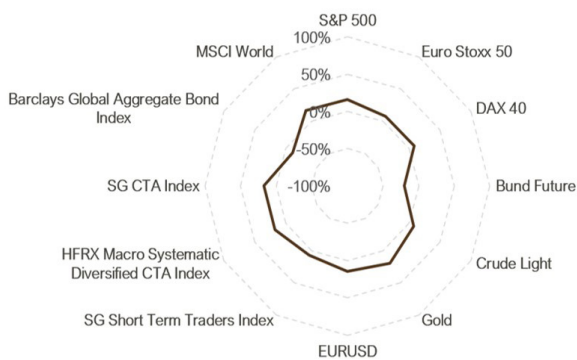 S&P 500
100%
MSCI World
Euro Stoxx 50
50%
Barclays Global Aggregate Bond
Index
DAX 40
0%
-50%
SG CTA Index
-100%
Bund Future
HFRX Macro Systematic
Diversified CTA Index
Crude Light
SG Short Term Traders Index
Gold
EURUSD